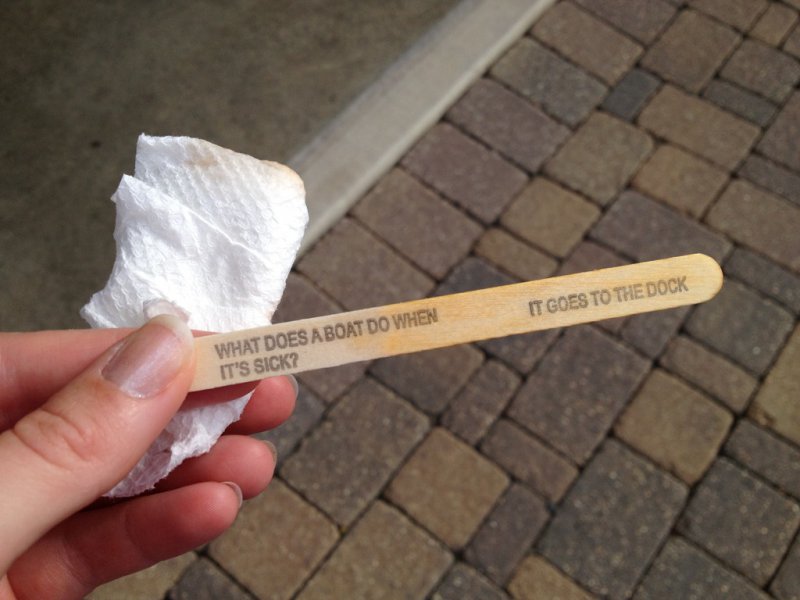 WHAT DOES A BOAT DO WHEN
IT'S SICK?
IT GOES TO THE DOCK